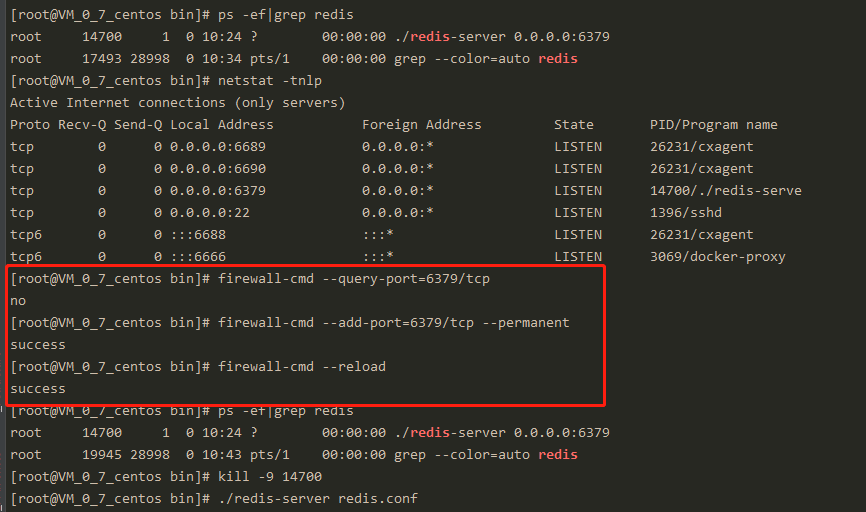 [root@VM_0_7_centos bin]# ps -ef|grep redis
root     14700     1  0 10:24 ?        00:00:00 ./redis-server 0.0.0.0:6379
root     17493 28998  0 10:34 pts/1    00:00:00 grep --color=auto redis
[root@VM_0_7_centos bin]# netstat -tnlp
Active Internet connections (only servers)
Proto Recv-Q Send-Q Local Address           Foreign Address         State       PID/Program name
tcp        0      0 0.0.0.0:6689            0.0.0.0:*               LISTEN      26231/cxagent
tcp        0      0 0.0.0.0:6690            0.0.0.0:*               LISTEN      26231/cxagent
tcp        0      0 0.0.0.0:6379            0.0.0.0:*               LISTEN      14700/./redis-serve
tcp        0      0 0.0.0.0:22              0.0.0.0:*               LISTEN      1396/sshd
tcp6       0      0 :::6688                 :::*                    LISTEN      26231/cxagent
tcp6       0      0 :::6666                 :::*                    LISTEN      3069/docker-proxy
[root@VM_0_7_centos bin]# firewall-cmd --query-port=6379/tcp
no
[root@VM_0_7_centos bin]# firewall-cmd --add-port=6379/tcp --permanent
success
[root@VM_0_7_centos bin]# firewall-cmd --reload
success
[root@VM_0_7_centos bin]# ps -ef|grep redis
root     14700     1  0 10:24 ?        00:00:00 ./redis-server 0.0.0.0:6379
root     19945 28998  0 10:43 pts/1    00:00:00 grep --color=auto redis
[root@VM_0_7_centos bin]# kill -9 14700
[root@VM_0_7_centos bin]# ./redis-server redis.conf